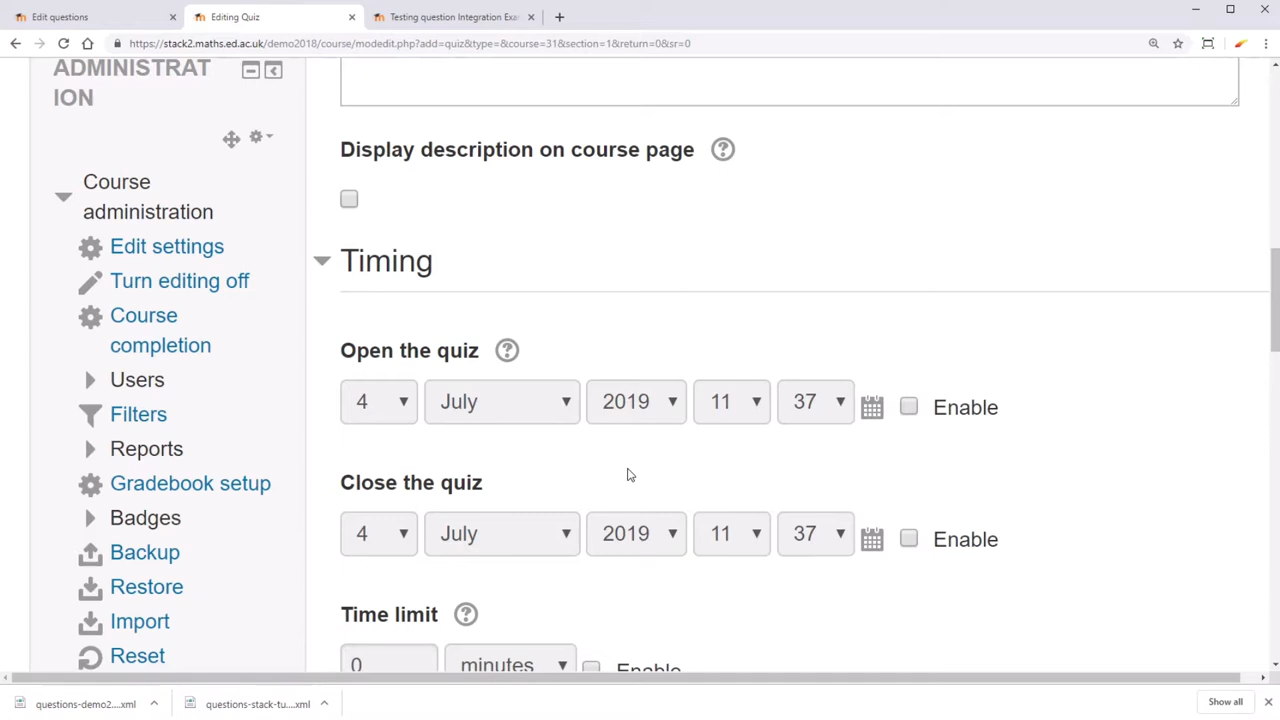 Edit questions
Editing Quiz
Testing question Integration Exa
https://stack2.maths.ed.ac.uk/demo2018/course/modedit.php?add=quiz&type=&course=31&section=1&return=0&sr=0
ADMINISTRAT
ION
Course
administration
Edit settings
Turn editing off
Course
completion
Users
Filters
Reports
Gradebook setup
Badges
Backup
Restore
Import
Reset
Display description on course page
Timing
Open the quiz
4 July 2019 11 37 Enable
Close the quiz
4 July 2019 11 37 Enable
Time limit
0 minutes Enable
questions-demo2....xml
questions-stack-tu....xml
Show all